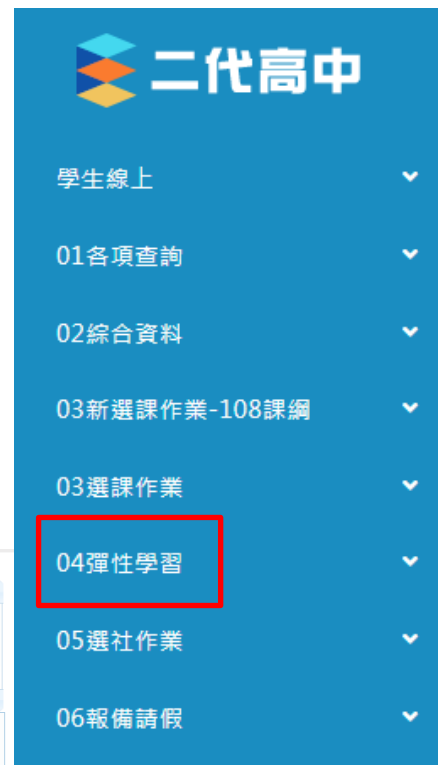 二代高中
學生線上
01各項查詢
02綜合資料
03新選課作業-108課綱
03選課作業
04彈性學習
05選社作業
06報備請假